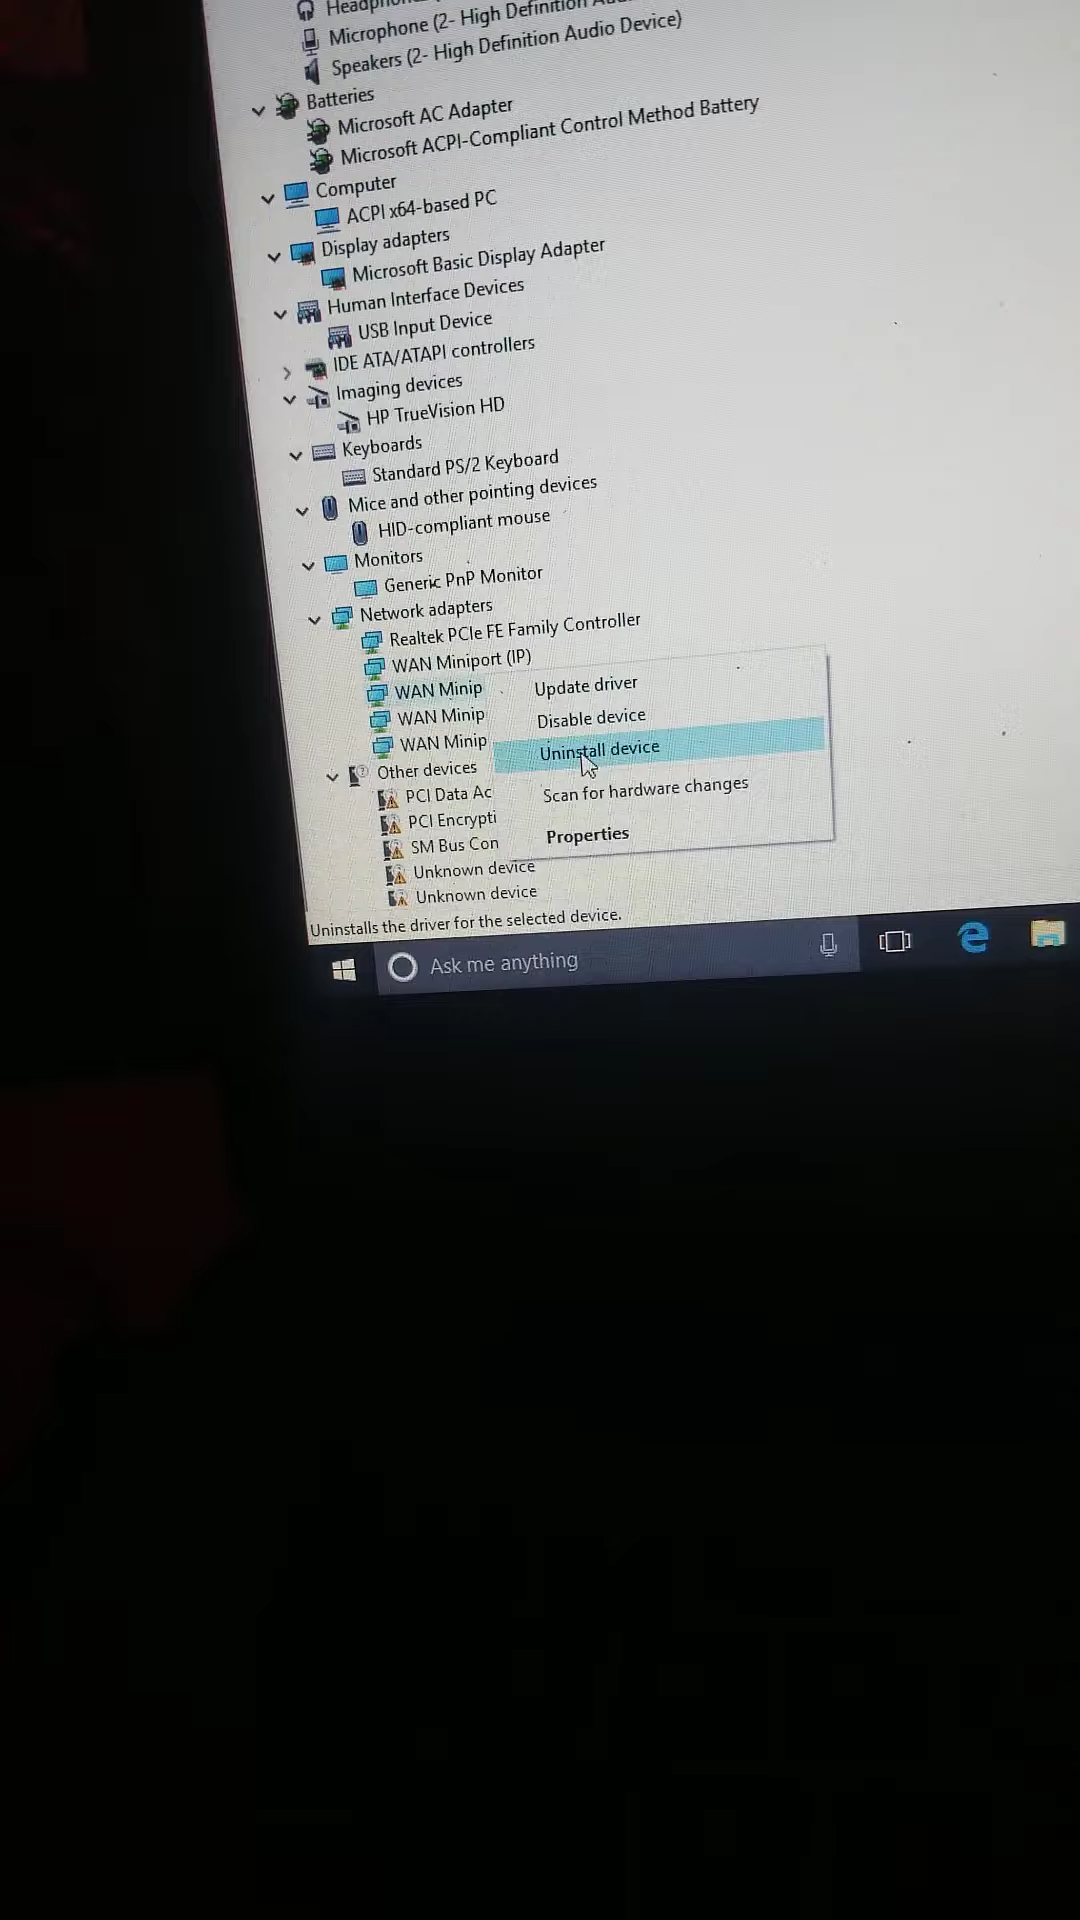 Microphone (2- High Definition
Speakers (2- High Definition Audio Device)
Batteries
Microsoft AC Adapter
Microsoft ACPI-Compliant Control Method Battery
Computer
ACPI x64-based PC
Display adapters
Microsoft Basic Display Adapter
Human Interface Devices
USB Input Device
IDE ATA/ATAPI controllers
Imaging devices
HP TrueVision HD
Keyboards
Standard PS/2 Keyboard
Mice and other pointing devices
HID-compliant mouse
Monitors
Generic PnP Monitor
Network adapters
Realtek PCIe FE Family Controller
WAN Miniport (IP)
WAN Minip
WAN Minip
WAN Minip
Other devices
PCI Data Ac
PCI Encrypti
SM Bus Con
Unknown device
Unknown device
Update driver
Disable device
Uninstall device
Scan for hardware changes
Properties
Uninstalls the driver for the selected device.
Ask me anything